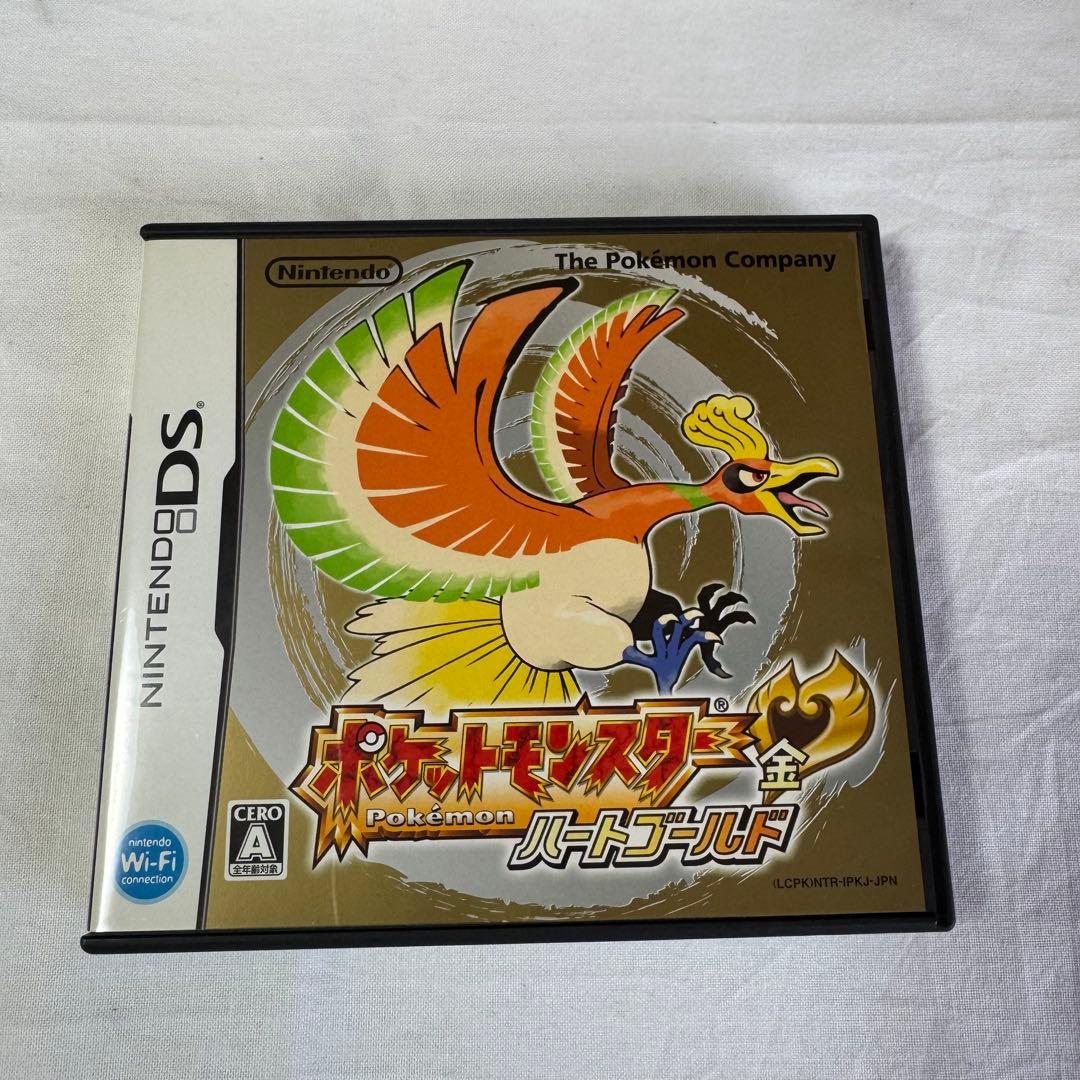 Nintendo®
The Pokémon Company
NINTENDO DS®
ポケットモンスター®
Pokémon
金
ハートゴールド
CERO
A
全年齢対象
nintendo
Wi-Fi
connection
(LCPK)NTR-IPKJ-JPN